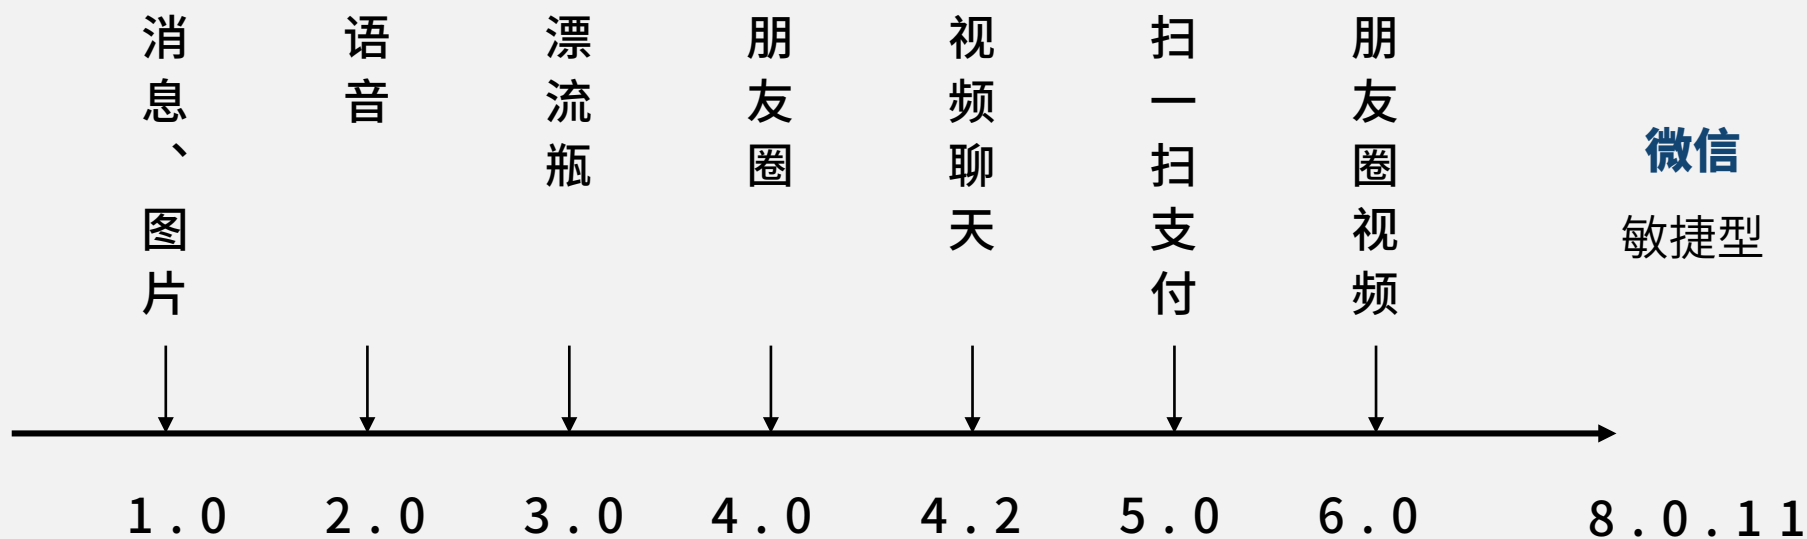 消息、图片
语音
漂流瓶
朋友圈
视频聊天
扫一扫支付
朋友圈视频
微信
敏捷型
1.0
2.0
3.0
4.0
4.2
5.0
6.0
8.0.11